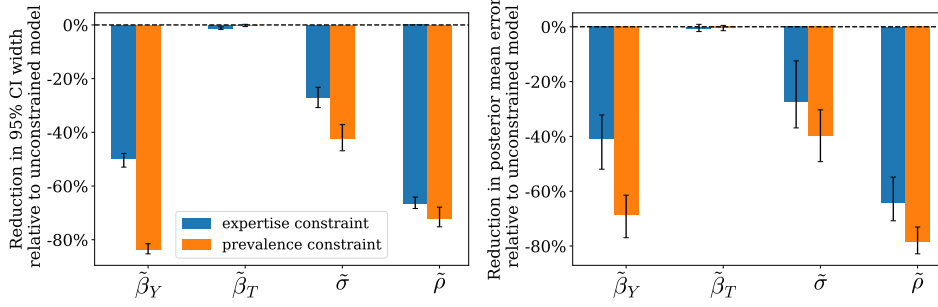 Reduction in 95% CI width
relative to unconstrained model
0%
-20%
-40%
-60%
-80%
expertise constraint
prevalence constraint
β̃_Y
β̃_T
σ̃
ρ̃
Reduction in posterior mean error
relative to unconstrained model
0%
-20%
-40%
-60%
-80%
β̃_Y
β̃_T
σ̃
ρ̃